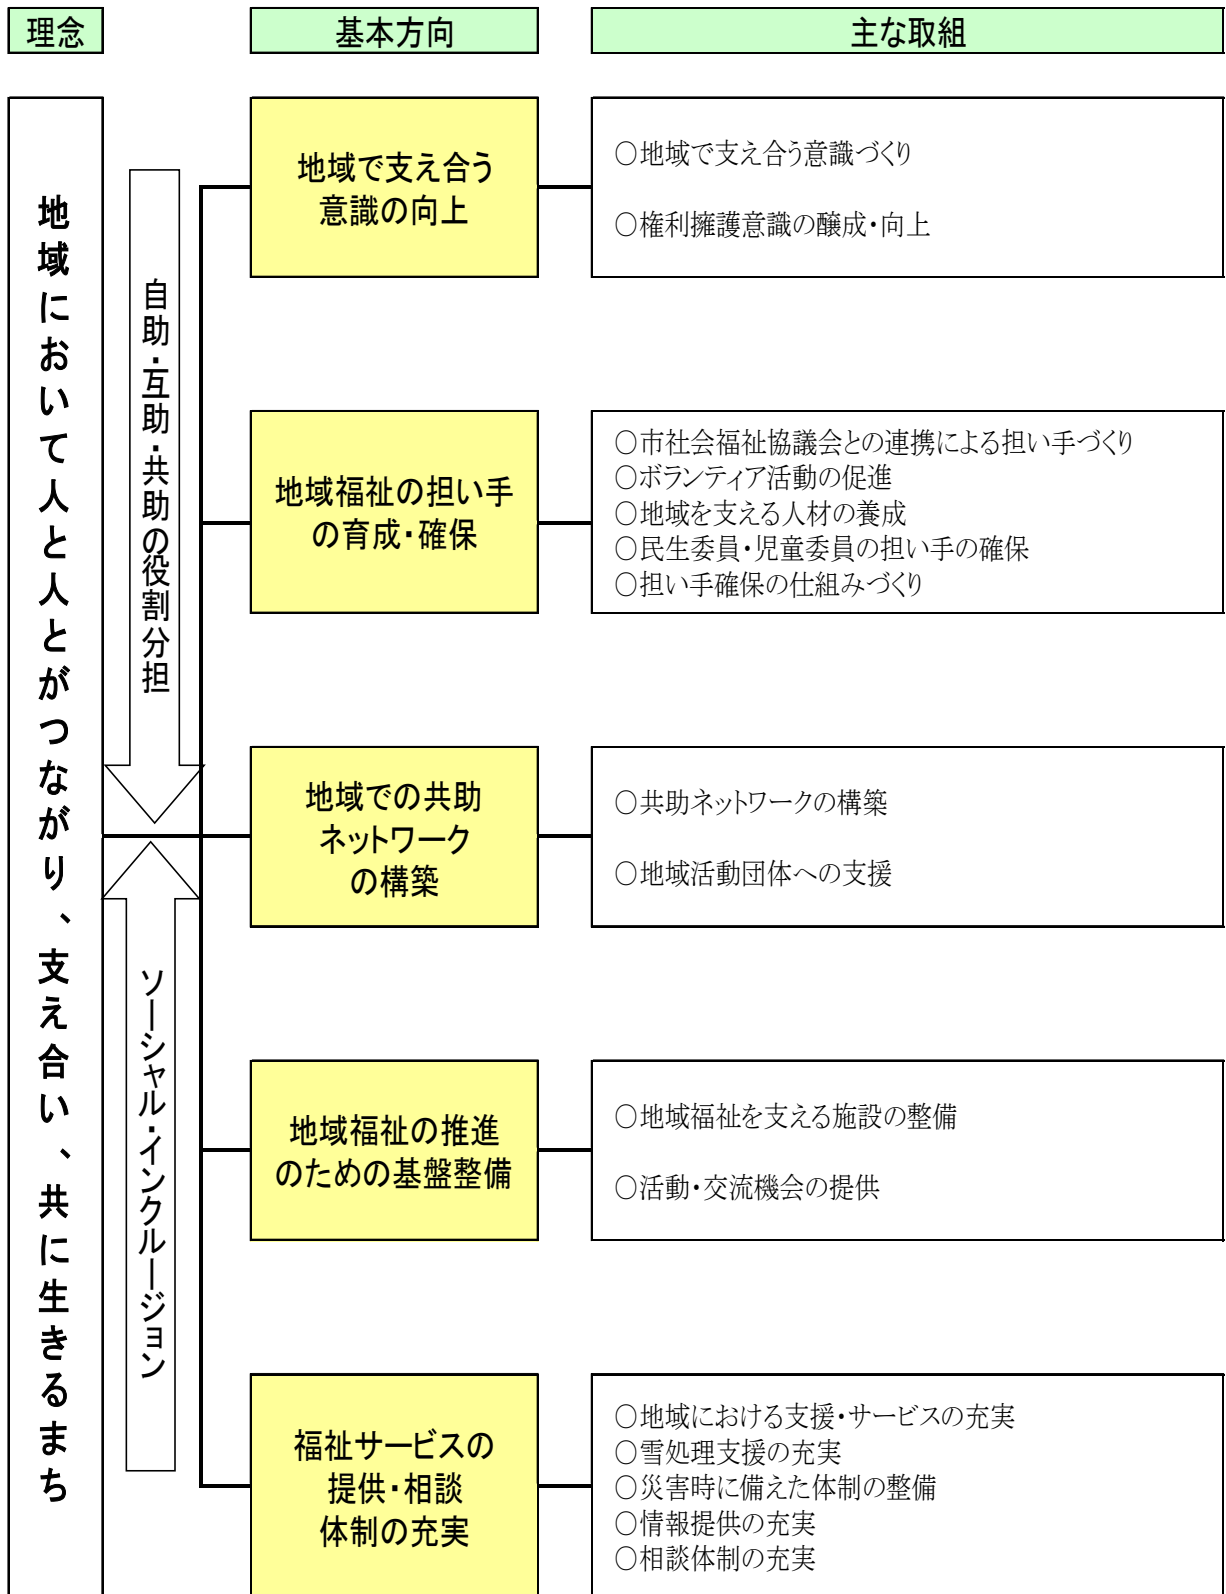 理念
基本方向
主な取組
地域において人と人とがつながり、支え合い、共に生きるまち
自助・互助・共助の役割分担
ソーシャル・インクルージョン
地域で支え合う
意識の向上
○地域で支え合う意識づくり
○権利擁護意識の醸成・向上
地域福祉の担い手
の育成・確保
○市社会福祉協議会との連携による担い手づくり
○ボランティア活動の促進
○地域を支える人材の養成
○民生委員・児童委員の担い手の確保
○担い手確保の仕組みづくり
地域での共助
ネットワーク
の構築
○共助ネットワークの構築
○地域活動団体への支援
地域福祉の推進
のための基盤整備
○地域福祉を支える施設の整備
○活動・交流機会の提供
福祉サービスの
提供・相談
体制の充実
○地域における支援・サービスの充実
○雪処理支援の充実
○災害時に備えた体制の整備
○情報提供の充実
○相談体制の充実